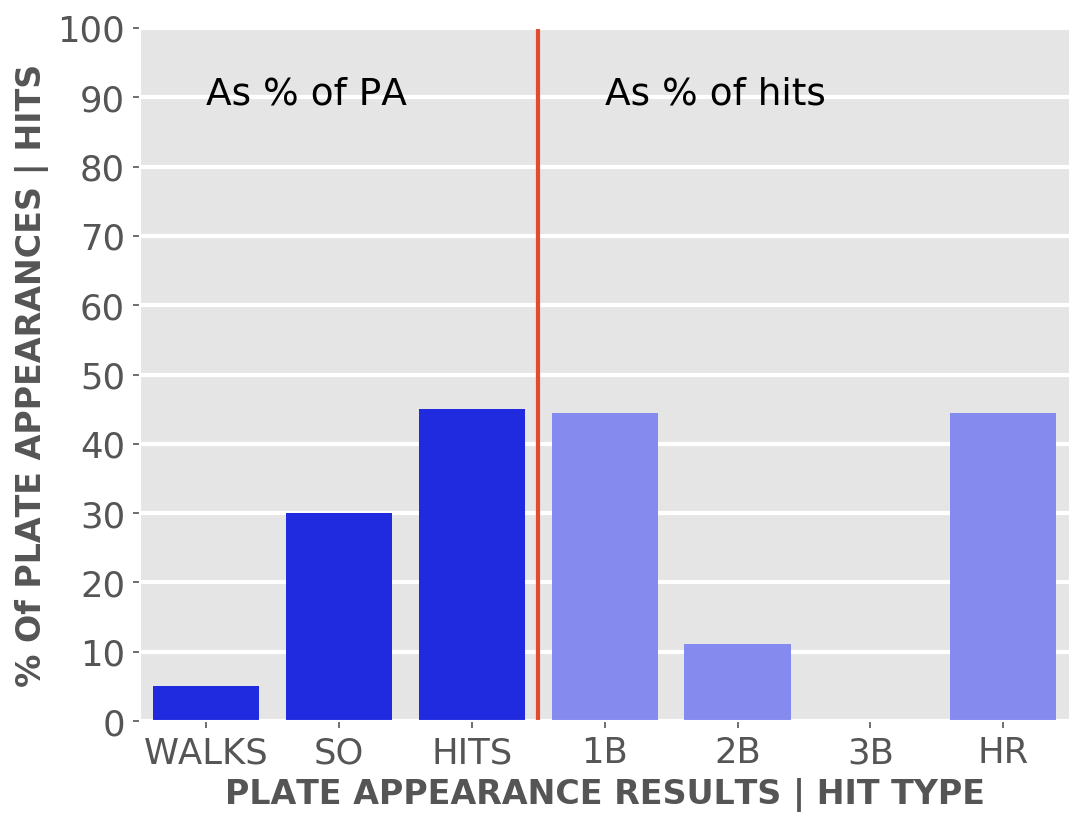 % Of PLATE APPEARANCES | HITS
100
90
80
70
60
50
40
30
20
10
0
As % of PA
As % of hits
WALKS SO HITS 1B 2B 3B HR
PLATE APPEARANCE RESULTS | HIT TYPE